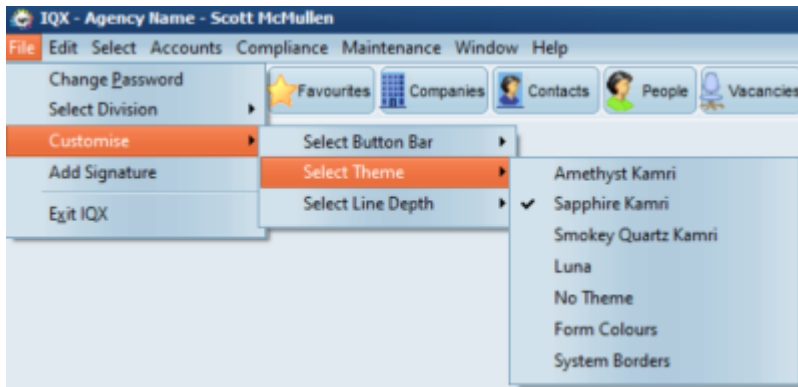 IQX - Agency Name - Scott McMullen
File Edit Select Accounts Compliance Maintenance Window Help
Change Password
Select Division
Customise
Add Signature
Exit IQX
Favourites Companies Contacts People Vacancies
Select Button Bar
Select Theme
Select Line Depth
Amethyst Kamri
Sapphire Kamri
Smokey Quartz Kamri
Luna
No Theme
Form Colours
System Borders